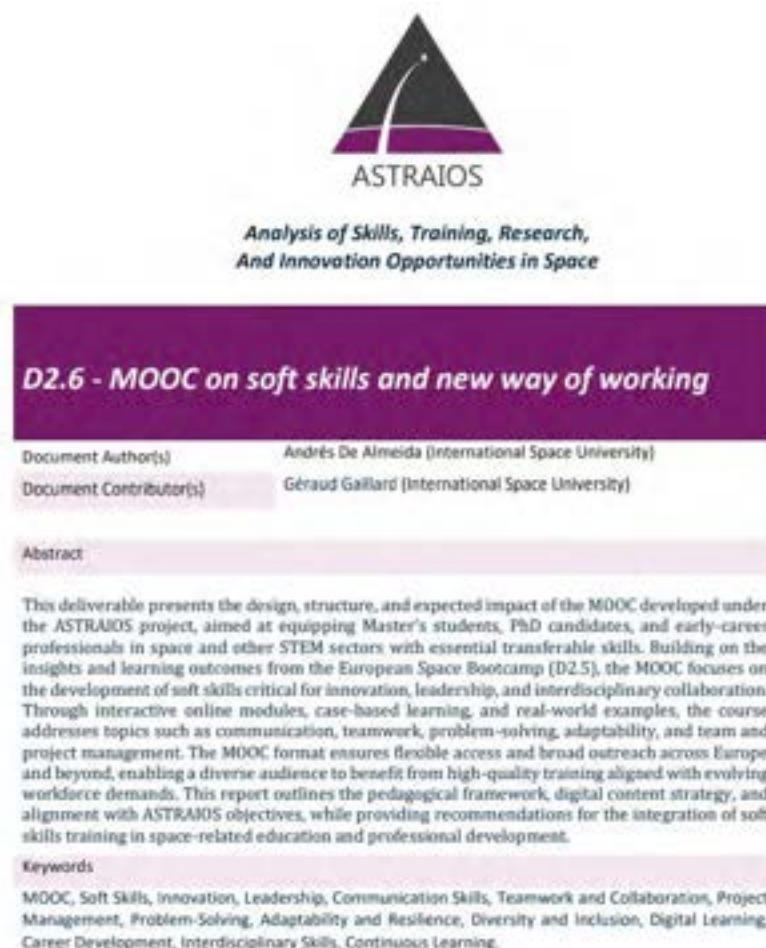 ASTRAIOS
Analysis of Skills, Training, Research,
And Innovation Opportunities in Space
D2.6 - MOOC on soft skills and new way of working
Document Author(s) Andrés De Almeida (International Space University)
Document Contributor(s) Géraud Gaillard (International Space University)
Abstract
This deliverable presents the design, structure, and expected impact of the MOOC developed under
the ASTRAIOS project, aimed at equipping Master's students, PhD candidates, and early-career
professionals in space and other STEM sectors with essential transferable skills. Building on the
insights and learning outcomes from the European Space Bootcamp (D2.5), the MOOC focuses on
the development of soft skills critical for innovation, leadership, and interdisciplinary collaboration.
Through interactive online modules, case-based learning, and real-world examples, the course
addresses topics such as communication, teamwork, problem-solving, adaptability, and team and
project management. The MOOC format ensures flexible access and broad outreach across Europe
and beyond, enabling a diverse audience to benefit from high-quality training aligned with evolving
workforce demands. This report outlines the pedagogical framework, digital content strategy, and
alignment with ASTRAIOS objectives, while providing recommendations for the integration of soft
skills training in space-related education and professional development.
Keywords
MOOC, Soft Skills, Innovation, Leadership, Communication Skills, Teamwork and Collaboration, Project
Management, Problem-Solving, Adaptability and Resilience, Diversity and Inclusion, Digital Learning,
Career Development, Interdisciplinary Skills, Continuous Learning.